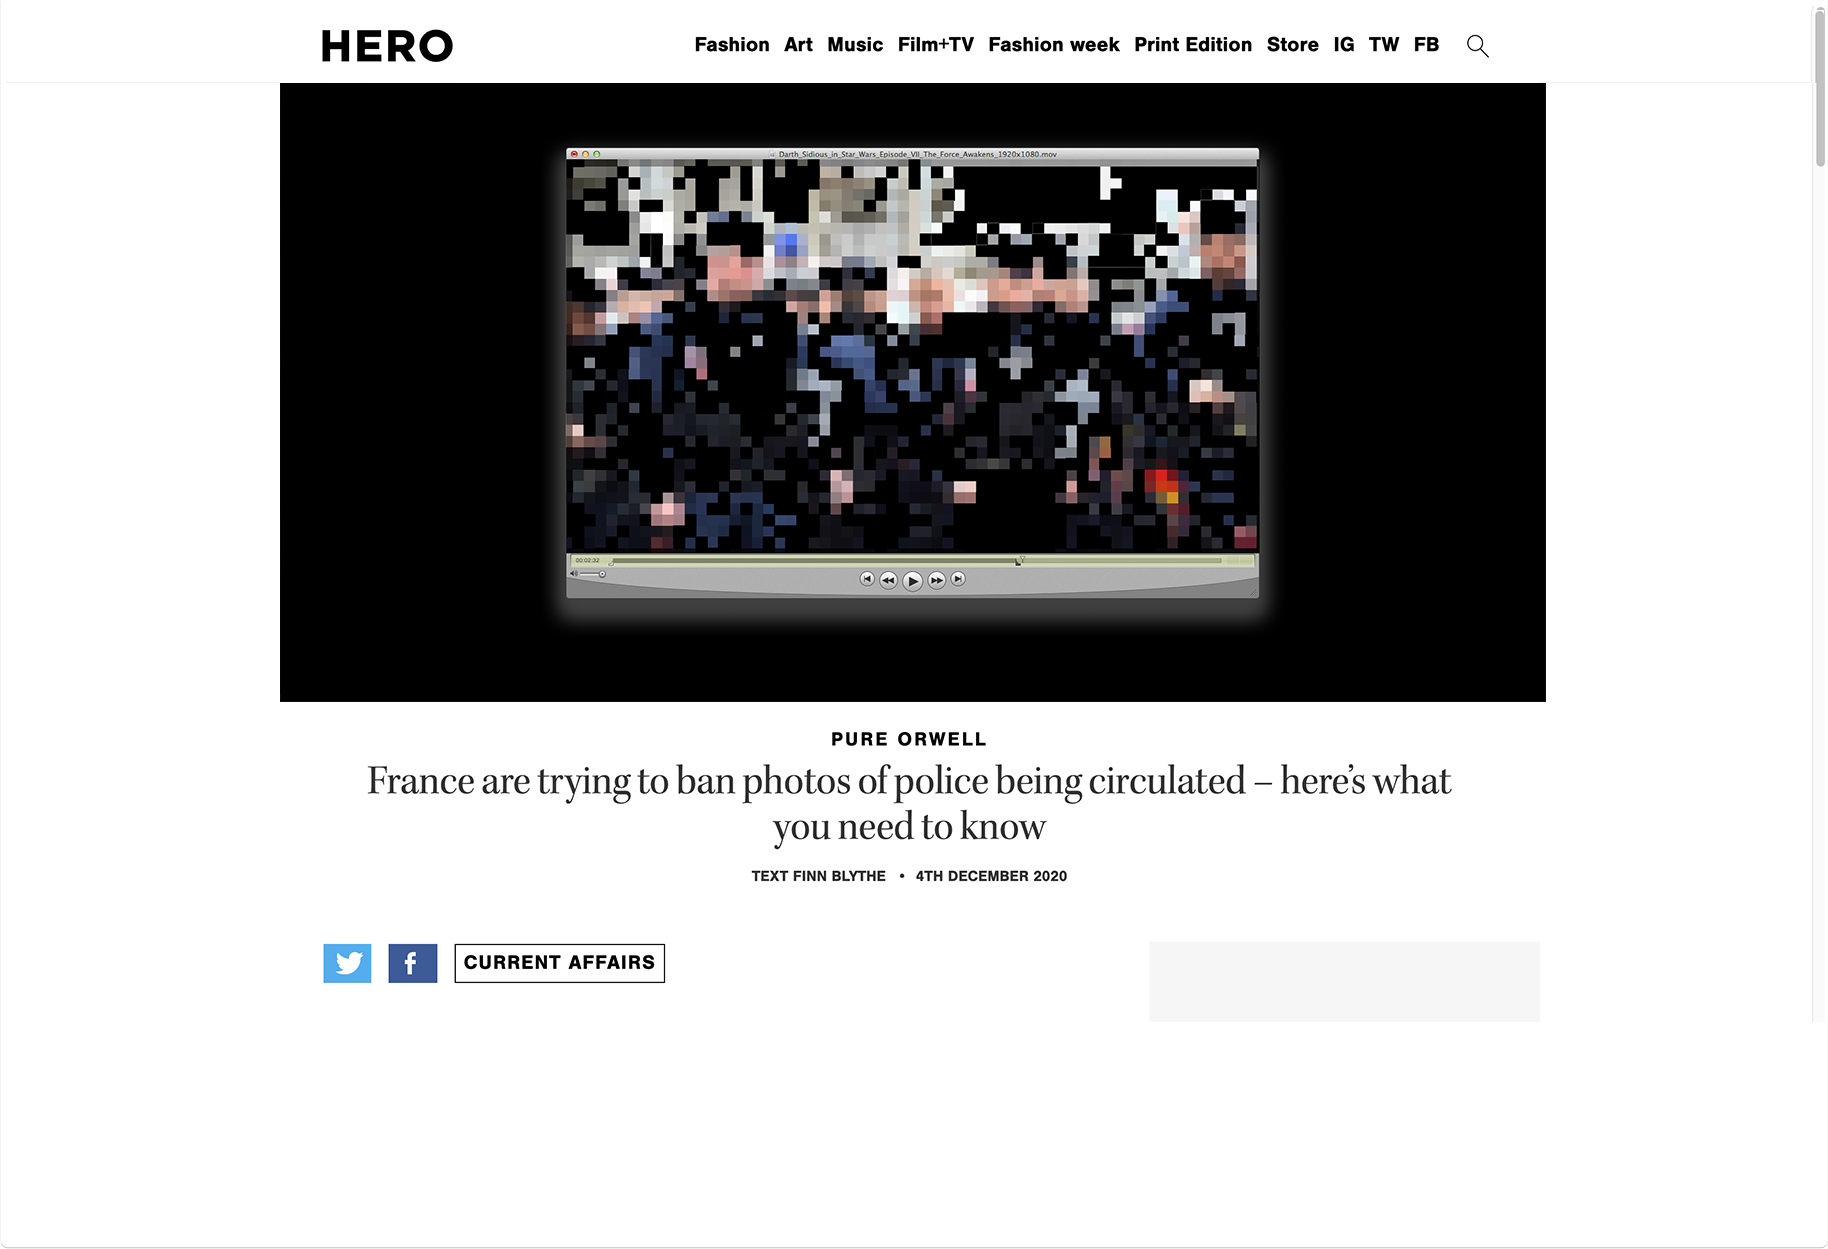 HERO
Fashion Art Music Film+TV Fashion week Print Edition Store IG TW FB
Darth_Sidious_in_Star_Wars_Episode_VII_The_Force_Awakens_1920x1080.mov
00:02:32
PURE ORWELL
France are trying to ban photos of police being circulated – here’s what
you need to know
TEXT FINN BLYTHE • 4TH DECEMBER 2020
CURRENT AFFAIRS